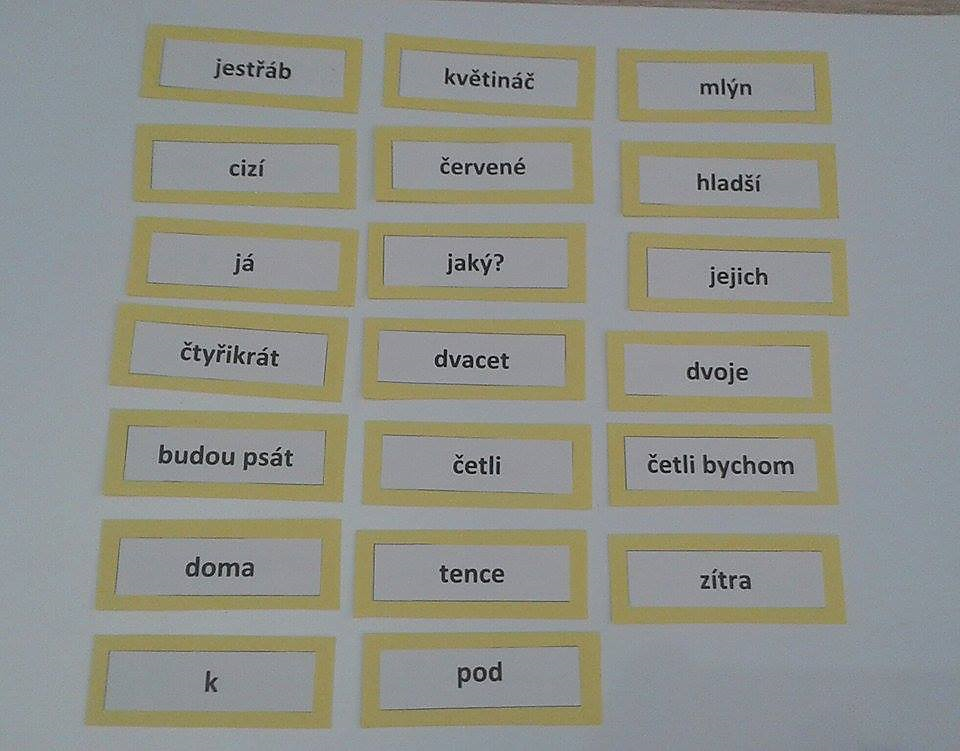 jestřáb květináč mlýn
cizí červené hladší
já jaký? jejich
čtyřikrát dvacet dvoje
budou psát četli četli bychom
doma tence zítra
k pod